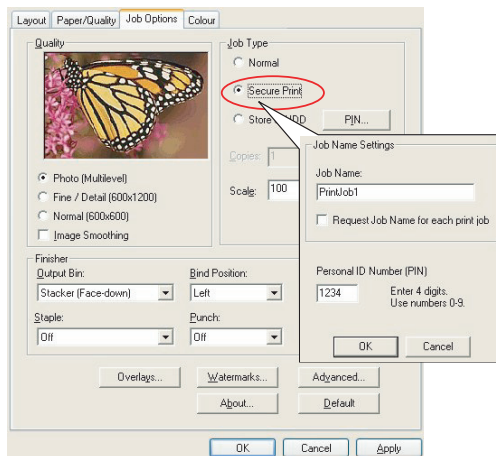 Layout Paper/Quality Job Options Colour
Quality
Job Type
Normal
Secure Print
Store HDD PIN...
Copies: 1
Scale: 100
Photo (Multilevel)
Fine / Detail (600x1200)
Normal (600x600)
Image Smoothing
Job Name Settings
Job Name:
PrintJob1
Request Job Name for each print job
Personal ID Number (PIN)
1234
Enter 4 digits.
Use numbers 0-9.
OK Cancel
Finisher
Output Bin: Bind Position:
Stacker (Face-down) Left
Staple: Punch:
Off Off
Overlays... Watermarks... Advanced...
About... Default
OK Cancel Apply